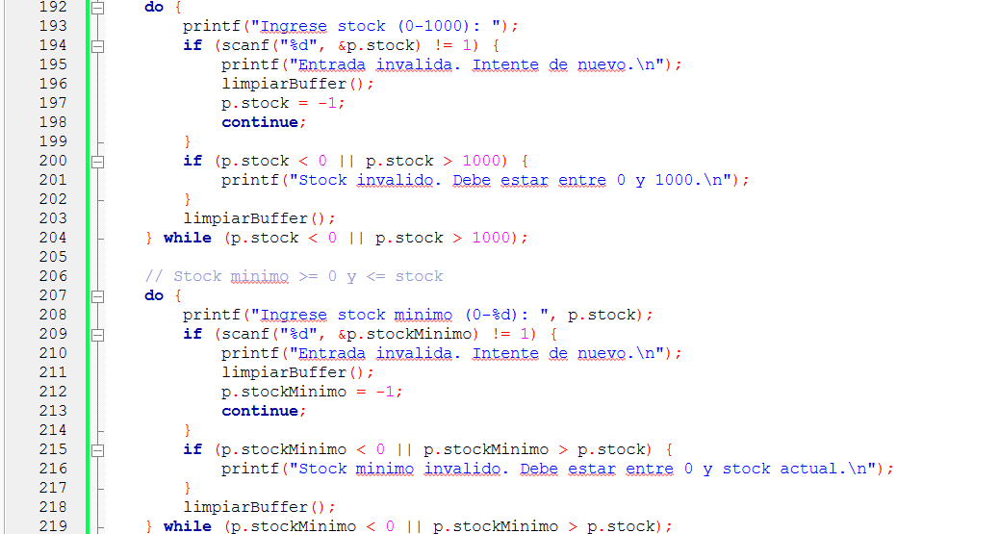 192 do {
193 printf("Ingrese stock (0-1000): ");
194 if (scanf("%d", &p.stock) != 1) {
195 printf("Entrada invalida. Intente de nuevo.\n");
196 limpiarBuffer();
197 p.stock = -1;
198 continue;
199 }
200 if (p.stock < 0 || p.stock > 1000) {
201 printf("Stock invalido. Debe estar entre 0 y 1000.\n");
202 }
203 limpiarBuffer();
204 } while (p.stock < 0 || p.stock > 1000);
205
206 // Stock minimo >= 0 y <= stock
207 do {
208 printf("Ingrese stock minimo (0-%d): ", p.stock);
209 if (scanf("%d", &p.stockMinimo) != 1) {
210 printf("Entrada invalida. Intente de nuevo.\n");
211 limpiarBuffer();
212 p.stockMinimo = -1;
213 continue;
214 }
215 if (p.stockMinimo < 0 || p.stockMinimo > p.stock) {
216 printf("Stock minimo invalido. Debe estar entre 0 y stock actual.\n");
217 }
218 limpiarBuffer();
219 } while (p.stockMinimo < 0 || p.stockMinimo > p.stock);